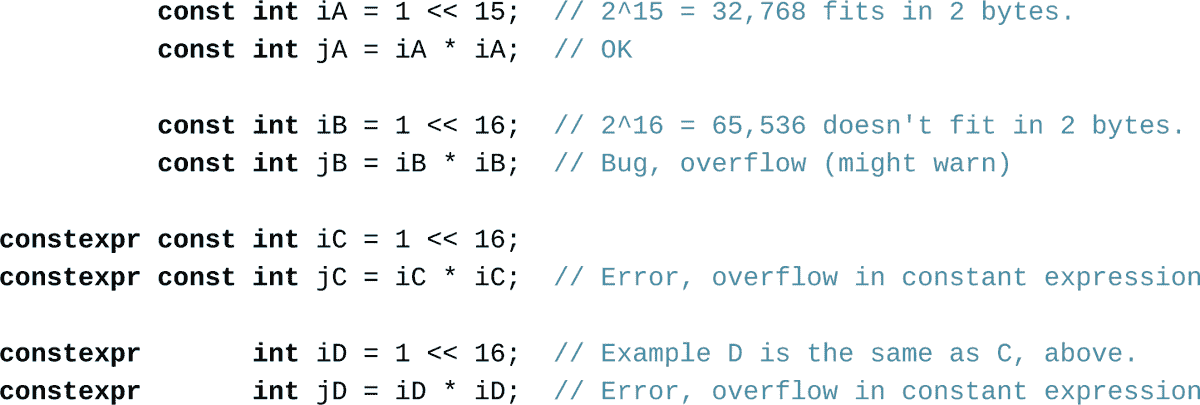 const int iA = 1 << 15;  // 2^15 = 32,768 fits in 2 bytes.
const int jA = iA * iA;  // OK
const int iB = 1 << 16;  // 2^16 = 65,536 doesn't fit in 2 bytes.
const int jB = iB * iB;  // Bug, overflow (might warn)
constexpr const int iC = 1 << 16;
constexpr const int jC = iC * iC;  // Error, overflow in constant expression
constexpr       int iD = 1 << 16;  // Example D is the same as C, above.
constexpr       int jD = iD * iD;  // Error, overflow in constant expression